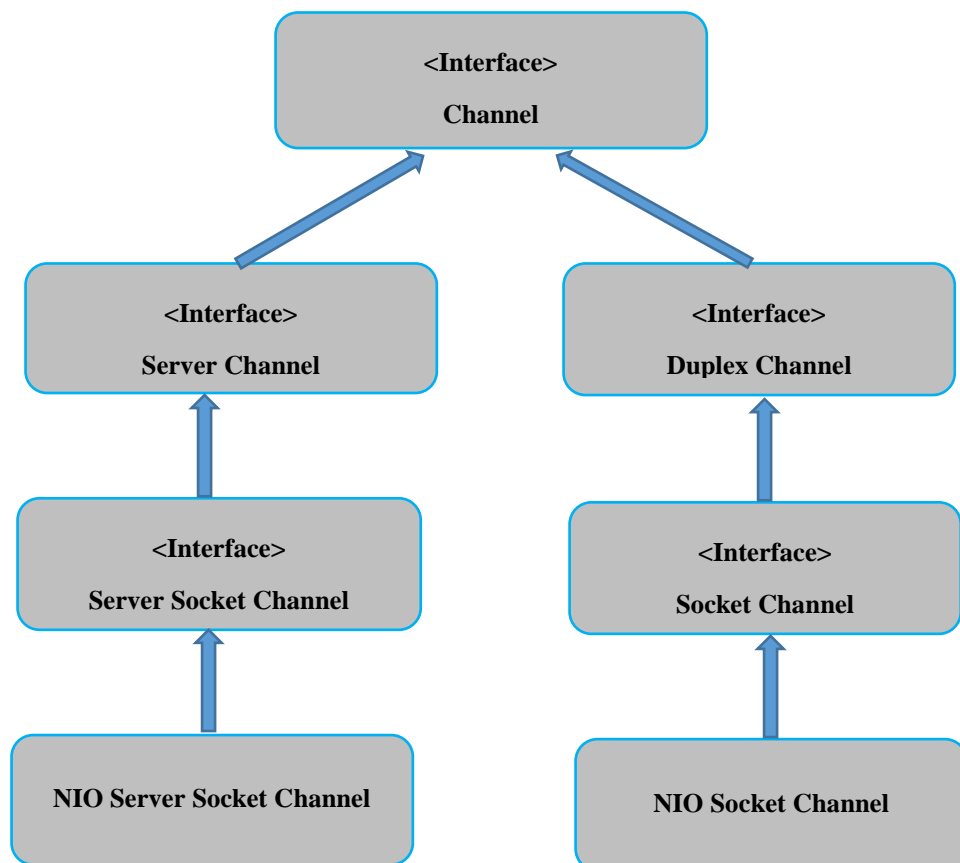 <Interface>
Channel
<Interface>
Server Channel
<Interface>
Duplex Channel
<Interface>
Server Socket Channel
<Interface>
Socket Channel
NIO Server Socket Channel
NIO Socket Channel